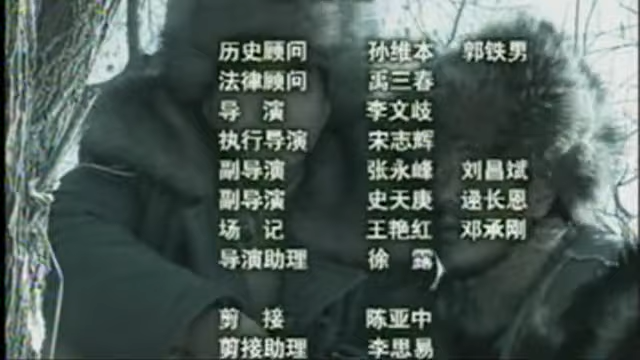 历史顾问 孙维本 郭铁男
法律顾问 禹三春
导 演 李文歧
执行导演 宋志辉
副导演 张永峰 刘昌斌
副导演 史天庚 逯长恩
场 记 王艳红 邓承刚
导演助理 徐 露
剪 接 陈亚中
剪接助理 李思易